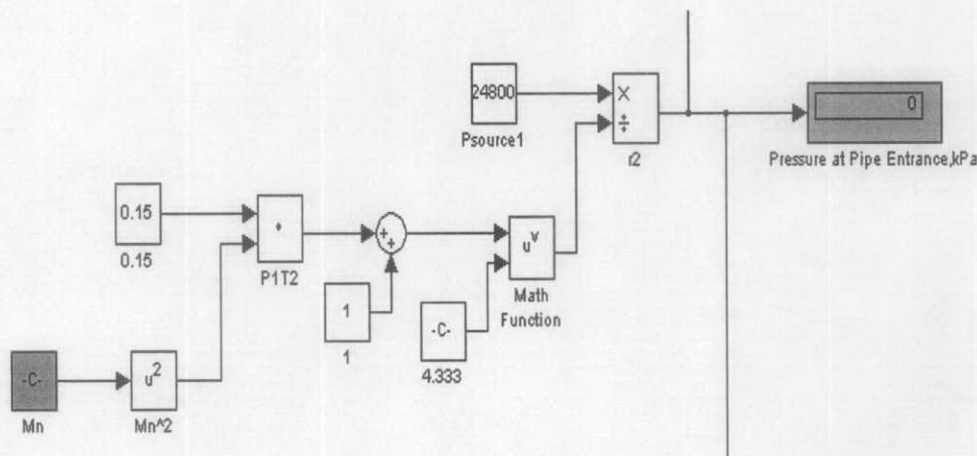 24800
Psource1
×
÷
r2
0
Pressure at Pipe Entrance,kPa
0.15
0.15
*
P1T2
+
+
1
1
u^v
Math
Function
-C-
4.333
-C-
Mn
u^2
Mn^2